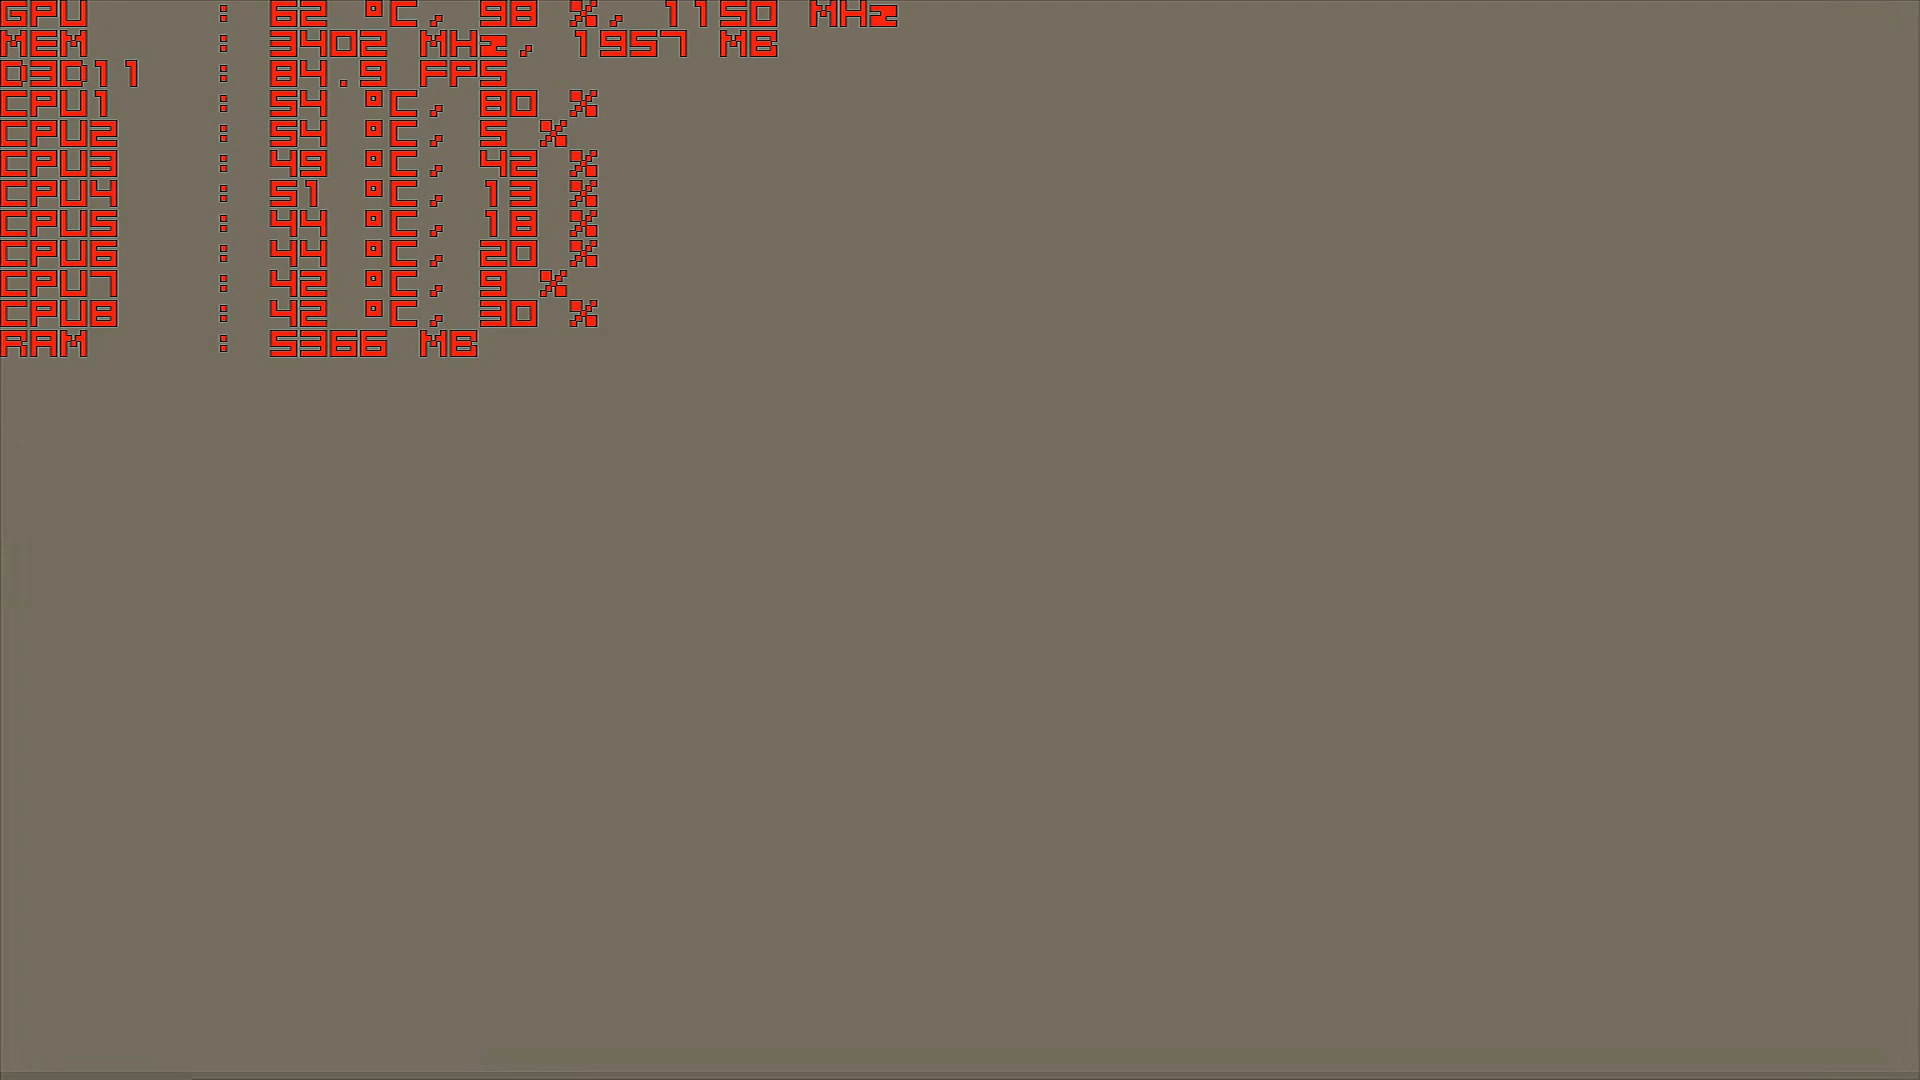 GPU : 62 °C, 98 %, 1150 MHz
MEM : 3402 MHz, 1957 MB
D3D11 : 84.9 FPS
CPU1 : 54 °C, 80 %
CPU2 : 54 °C, 5 %
CPU3 : 49 °C, 42 %
CPU4 : 51 °C, 13 %
CPU5 : 44 °C, 18 %
CPU6 : 44 °C, 20 %
CPU7 : 42 °C, 9 %
CPU8 : 42 °C, 30 %
RAM : 5366 MB